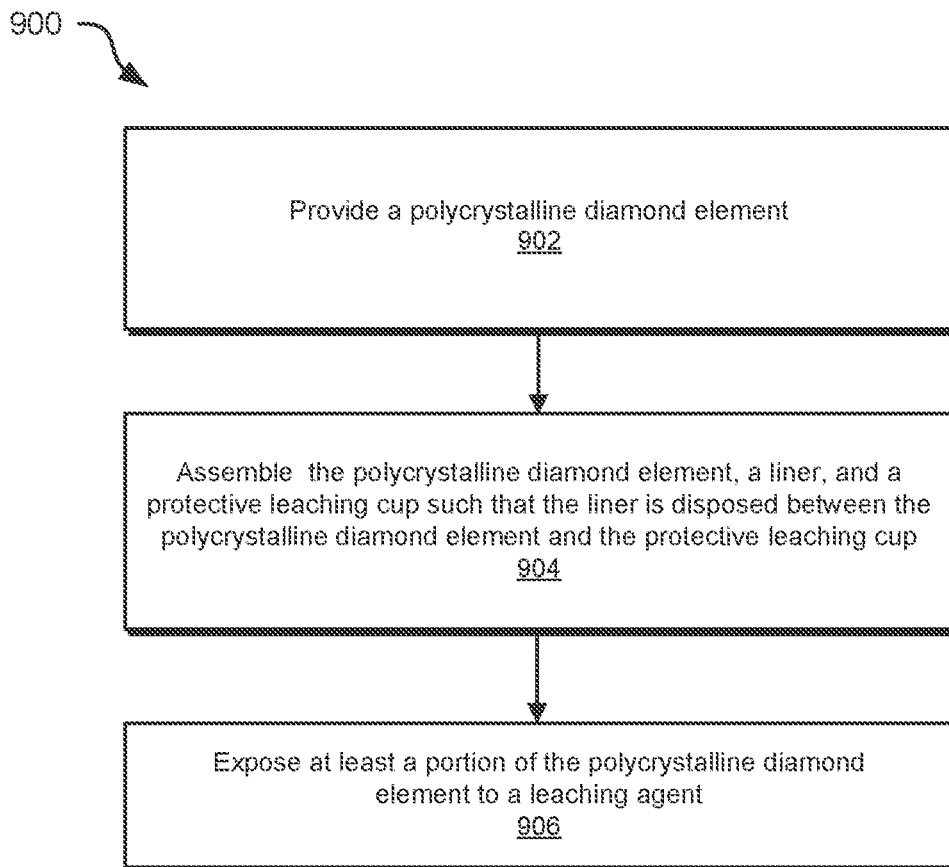 900
Provide a polycrystalline diamond element
902
Assemble the polycrystalline diamond element, a liner, and a
protective leaching cup such that the liner is disposed between the
polycrystalline diamond element and the protective leaching cup
904
Expose at least a portion of the polycrystalline diamond
element to a leaching agent
906